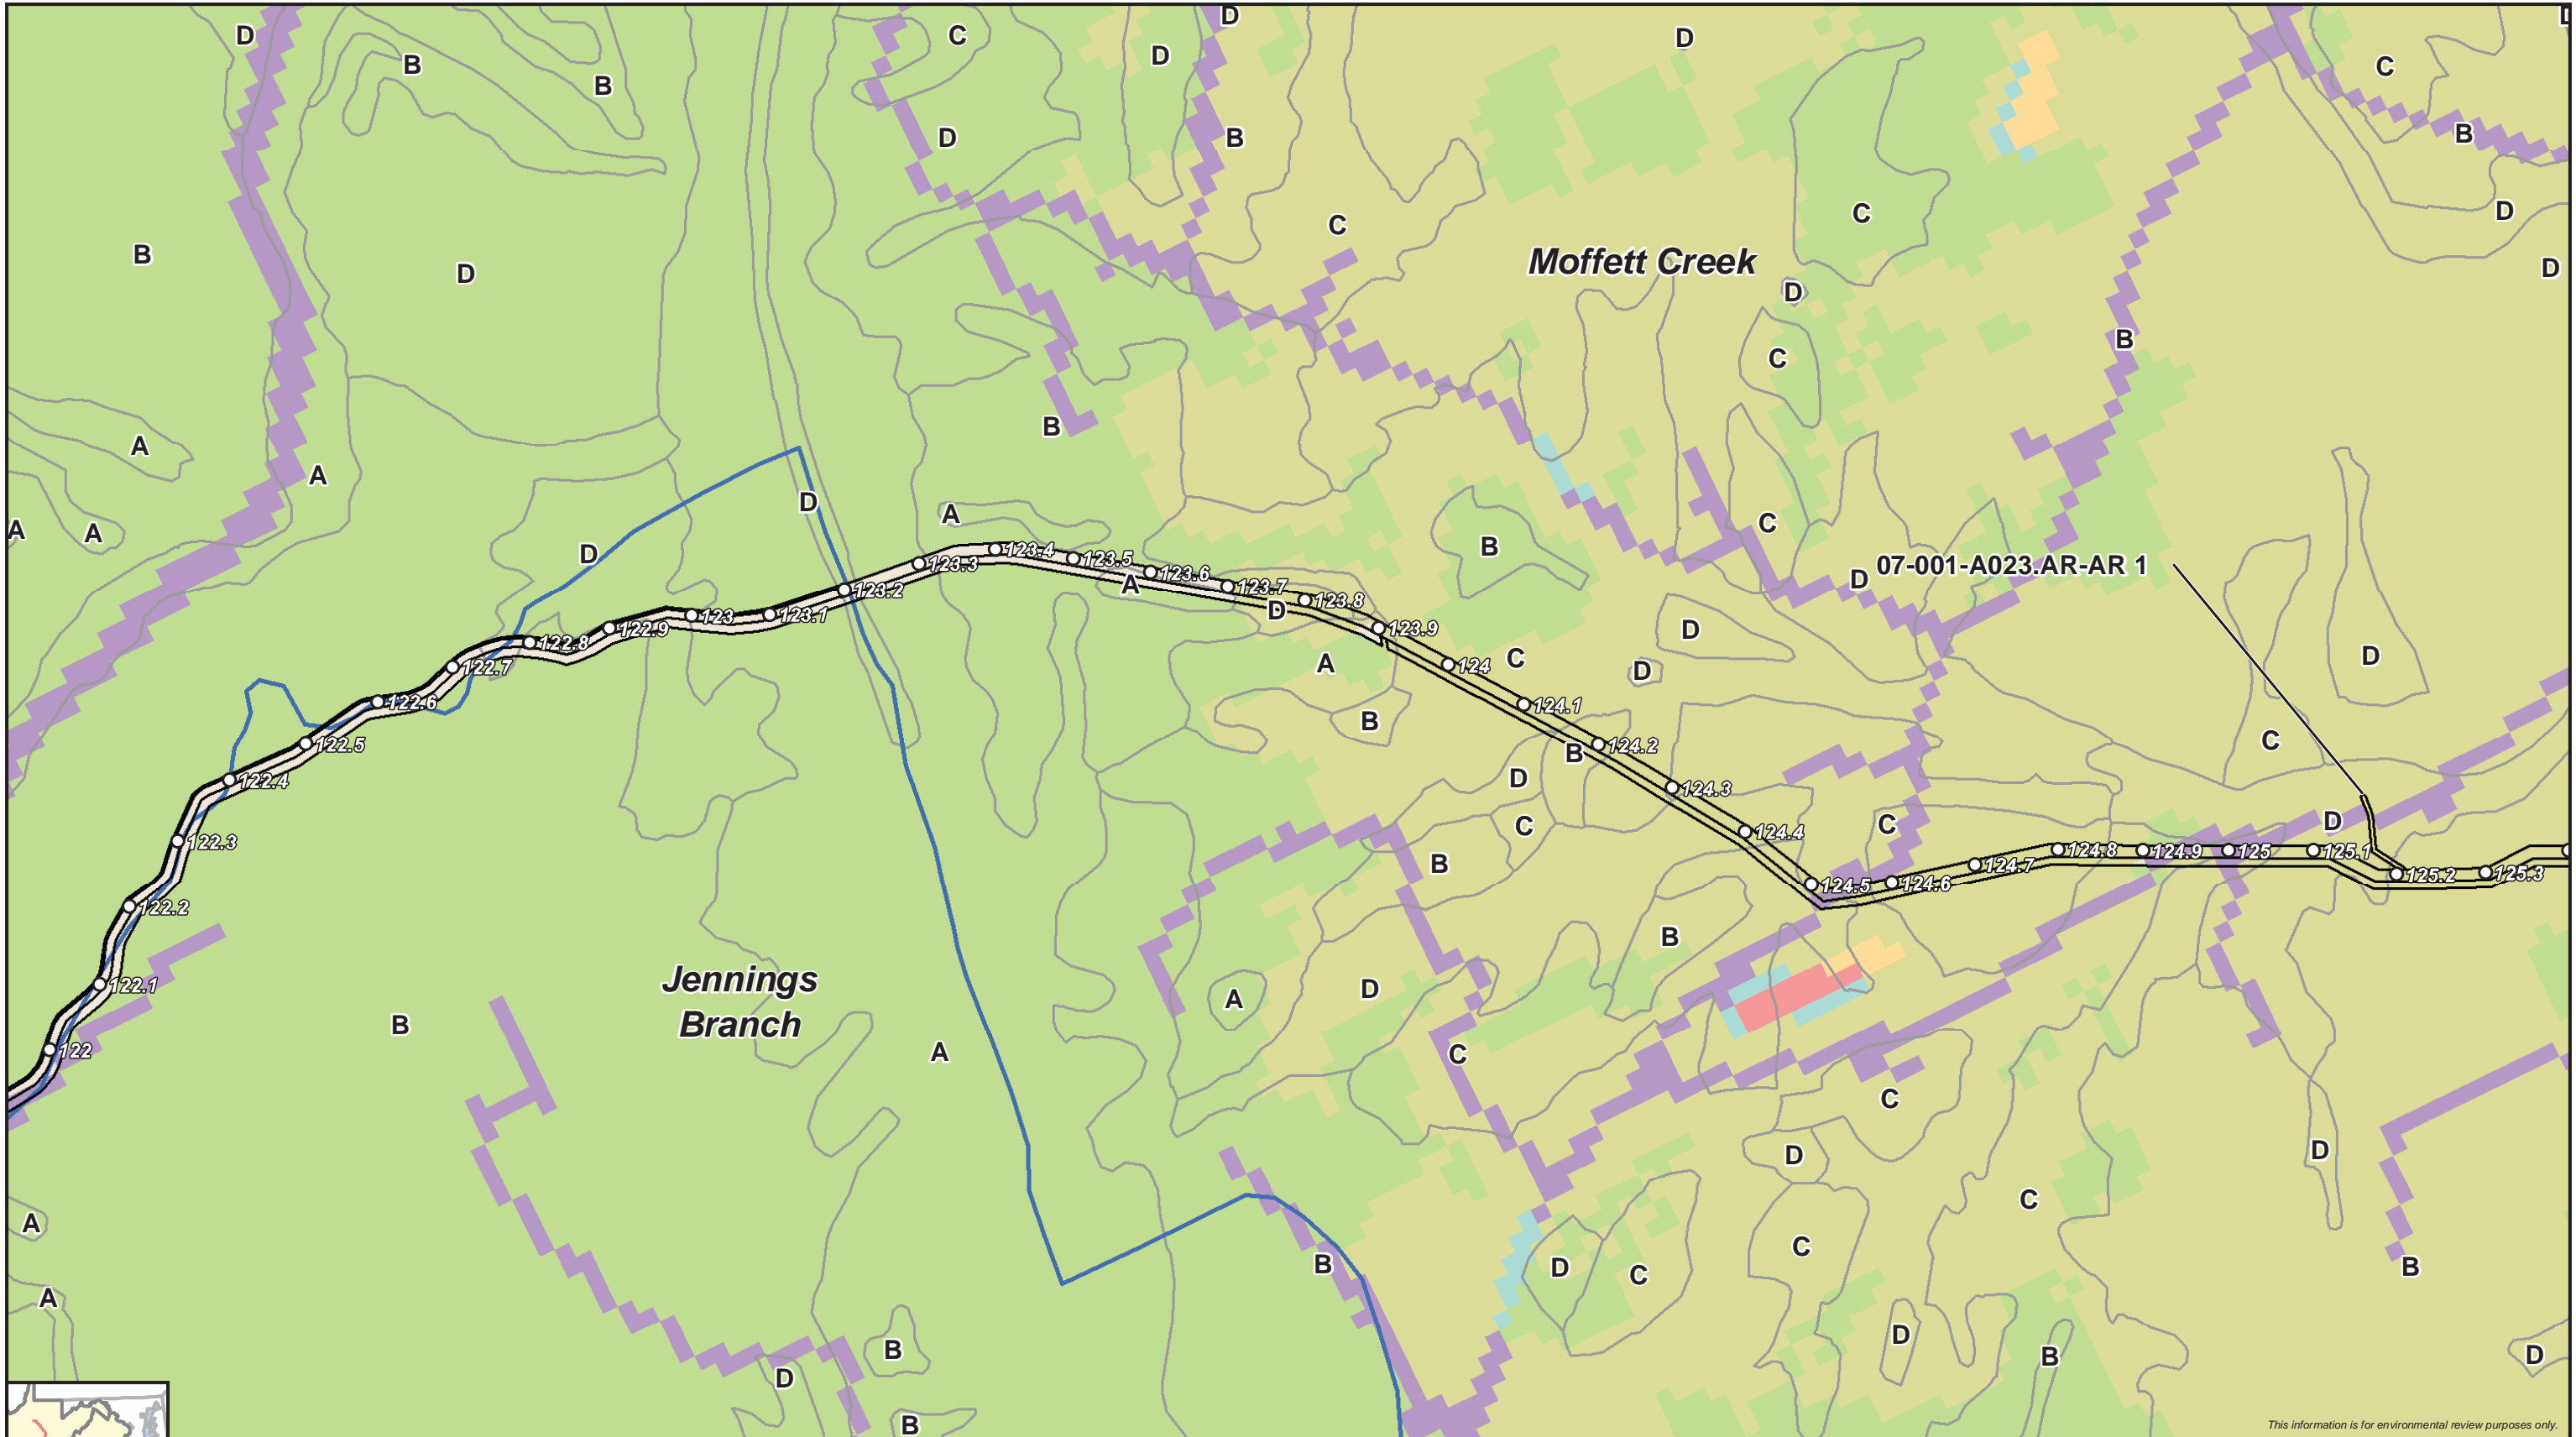 D
C
D
D
D
B
D
C
B
B
D
B
B
C
D
C
D
B
D
C
Moffett Creek
D
D
B
C
B
A
A
D
C
A
B
07-001-A023.AR-AR 1
D
A
A
D
A
D
D
C
D
A
B
D
C
B
D
C
C
D
B
B
A
D
C
B
A
C
C
D
D
C
C
D
C
B
B
A
A
B
D
D
B
D
B
122
122.1
122.2
122.3
122.4
122.5
122.6
122.7
122.8
122.9
123
123.1
123.2
123.3
123.4
123.5
123.6
123.7
123.8
123.9
124
124.1
124.2
124.3
124.4
124.5
124.6
124.7
124.8
124.9
125
125.1
125.2
125.3
Jennings
Branch
This information is for environmental review purposes only.